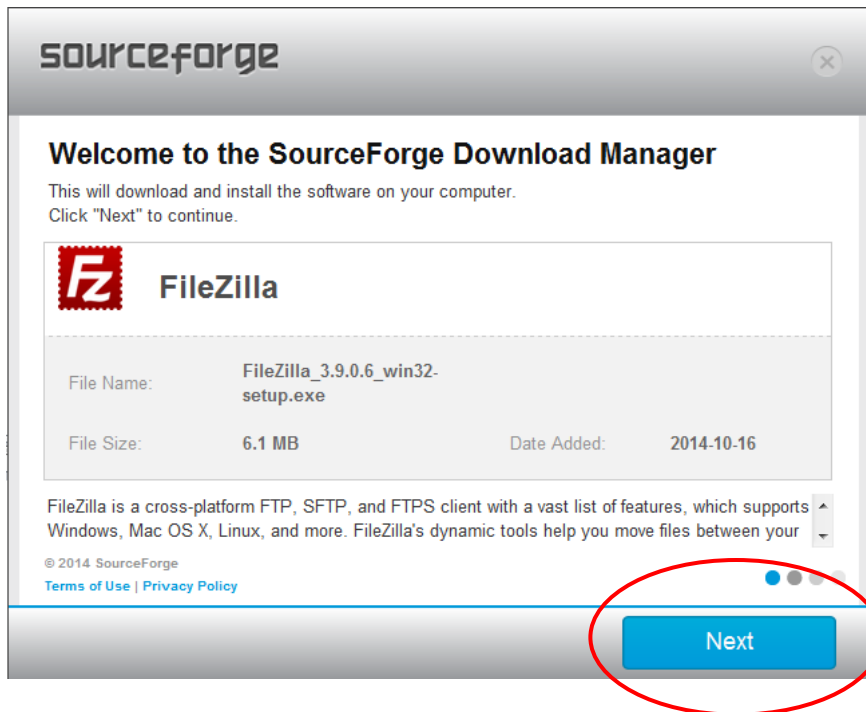 sourceforge
Welcome to the SourceForge Download Manager
This will download and install the software on your computer.
Click "Next" to continue.
Fz
FileZilla
File Name:
FileZilla_3.9.0.6_win32-
setup.exe
File Size:
6.1 MB
Date Added:
2014-10-16
FileZilla is a cross-platform FTP, SFTP, and FTPS client with a vast list of features, which supports
Windows, Mac OS X, Linux, and more. FileZilla's dynamic tools help you move files between your
© 2014 SourceForge
Terms of Use | Privacy Policy
Next